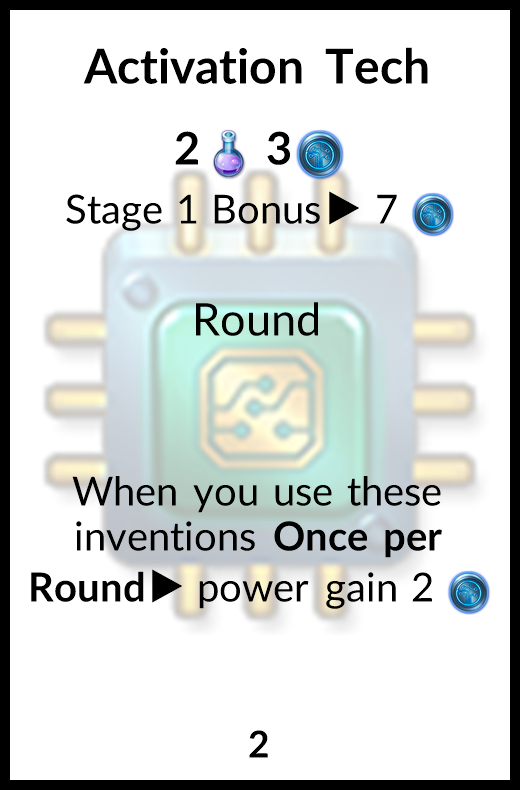 Activation Tech
2 3
Stage 1 Bonus▶ 7
Round
When you use these
inventions Once per
Round▶ power gain 2
2